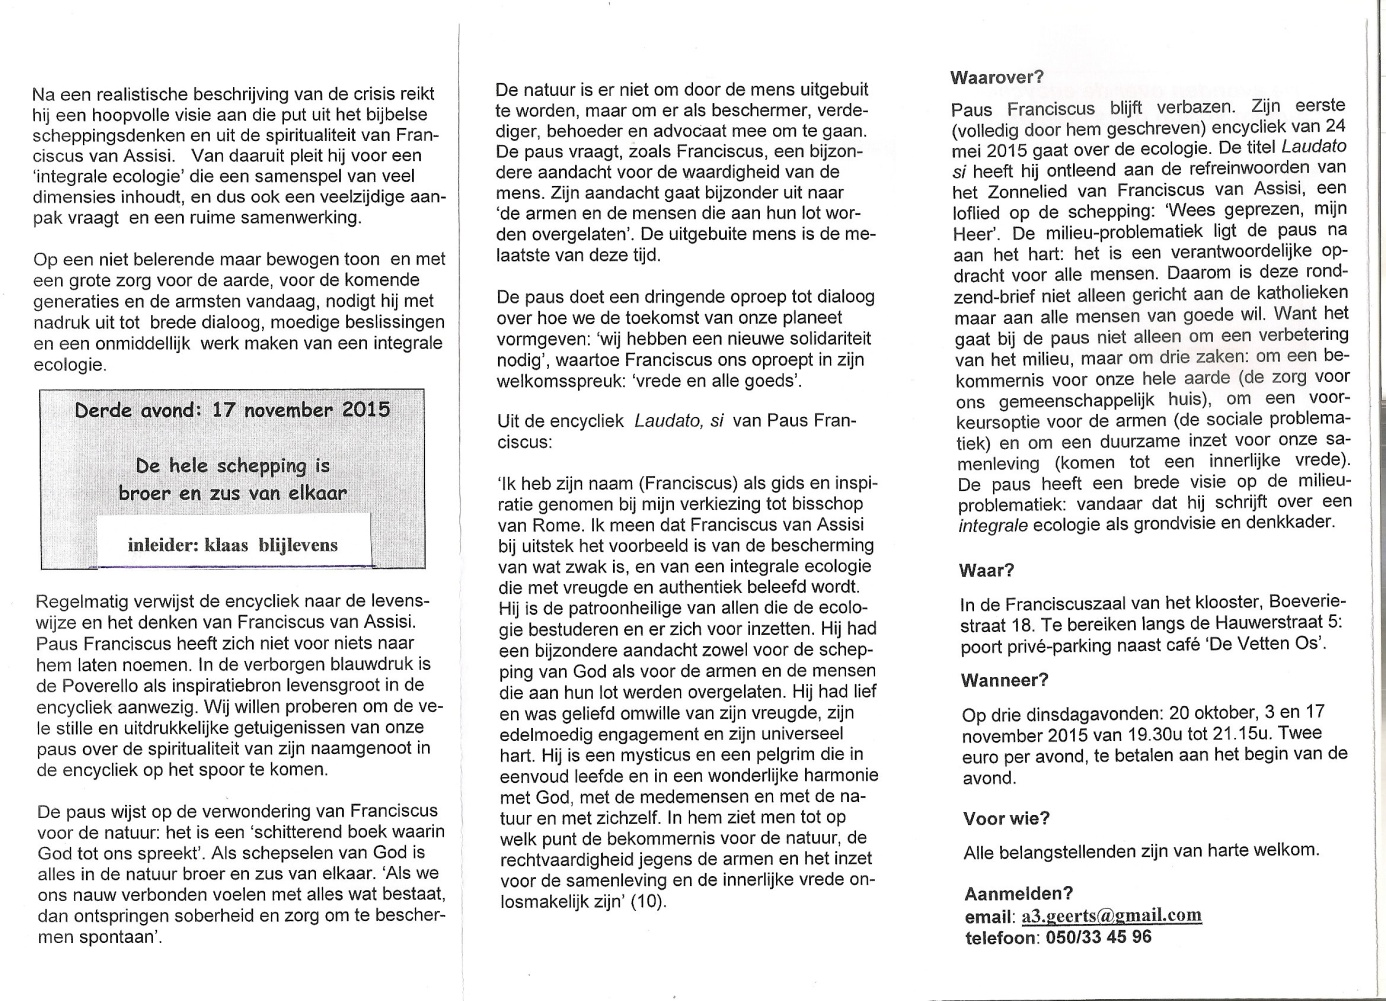 Na een realistische beschrijving van de crisis reikt
hij een hoopvolle visie aan die put uit het bijbelse
scheppingsdenken en uit de spiritualiteit van Fran-
ciscus van Assisi. Van daaruit pleit hij voor een
‘integrale ecologie’ die een samenspel van veel
dimensies inhoudt, en dus ook een veelzijdige aan-
pak vraagt en een ruime samenwerking.

Op een niet belerende maar bewogen toon en met
een grote zorg voor de aarde, voor de komende
generaties en de armsten vandaag, nodigt hij met
nadruk uit tot brede dialoog, moedige beslissingen
en een onmiddellijk werk maken van een integrale
ecologie.

Derde avond: 17 november 2015

De hele schepping is
broer en zus van elkaar

inleider: klaas blijlevens

Regelmatig verwijst de encycliek naar de levens-
wijze en het denken van Franciscus van Assisi.
Paus Franciscus heeft zich niet voor niets naar
hem laten noemen. In de verborgen blauwdruk is
de Poverello als inspiratiebron levensgroot in de
encycliek aanwezig. Wij willen proberen om de ve-
le stille en uitdrukkelijke getuigenissen van onze
paus over de spiritualiteit van zijn naamgenoot in
de encycliek op het spoor te komen.

De paus wijst op de verwondering van Franciscus
voor de natuur: het is een ‘schitterend boek waarin
God tot ons spreekt’. Als schepselen van God is
alles in de natuur broer en zus van elkaar. ‘Als we
ons nauw verbonden voelen met alles wat bestaat,
dan ontspringen soberheid en zorg om te bescher-
men spontaan’.

De natuur is er niet om door de mens uitgebuit
te worden, maar om er als beschermer, verde-
diger, behoeder en advocaat mee om te gaan.
De paus vraagt, zoals Franciscus, een bijzon-
dere aandacht voor de waardigheid van de
mens. Zijn aandacht gaat bijzonder uit naar
‘de armen en de mensen die aan hun lot wor-
den overgelaten’. De uitgebuite mens is de me-
laatste van deze tijd.

De paus doet een dringende oproep tot dialoog
over hoe we de toekomst van onze planeet
vormgeven: ‘wij hebben een nieuwe solidariteit
nodig’, waartoe Franciscus ons oproept in zijn
welkomsspreuk: ‘vrede en alle goeds’.

Uit de encycliek Laudato, si van Paus Fran-
ciscus:

‘Ik heb zijn naam (Franciscus) als gids en inspi-
ratie genomen bij mijn verkiezing tot bisschop
van Rome. Ik meen dat Franciscus van Assisi
bij uitstek het voorbeeld is van de bescherming
van wat zwak is, en van een integrale ecologie
die met vreugde en authentiek beleefd wordt.
Hij is de patroonheilige van allen die de ecolo-
gie bestuderen en er zich voor inzetten. Hij had
een bijzondere aandacht zowel voor de schep-
ping van God als voor de armen en de mensen
die aan hun lot werden overgelaten. Hij had lief
en was geliefd omwille van zijn vreugde, zijn
edelmoedig engagement en zijn universeel
hart. Hij is een mysticus en een pelgrim die in
eenvoud leefde en in een wonderlijke harmonie
met God, met de medemensen en met de na-
tuur en met zichzelf. In hem ziet men tot op
welk punt de bekommernis voor de natuur, de
rechtvaardigheid jegens de armen en het inzet
voor de samenleving en de innerlijke vrede on-
losmakelijk zijn’ (10).

Waarover?

Paus Franciscus blijft verbazen. Zijn eerste
(volledig door hem geschreven) encycliek van 24
mei 2015 gaat over de ecologie. De titel Laudato
si heeft hij ontleend aan de refreinwoorden van
het Zonnelied van Franciscus van Assisi, een
loflied op de schepping: ‘Wees geprezen, mijn
Heer’. De milieu-problematiek ligt de paus na
aan het hart: het is een verantwoordelijke op-
dracht voor alle mensen. Daarom is deze rond-
zend-brief niet alleen gericht aan de katholieken
maar aan alle mensen van goede wil. Want het
gaat bij de paus niet alleen om een verbetering
van het milieu, maar om drie zaken: om een be-
kommernis voor onze hele aarde (de zorg voor
ons gemeenschappelijk huis), om een voor-
keursoptie voor de armen (de sociale problema-
tiek) en om een duurzame inzet voor onze sa-
menleving (komen tot een innerlijke vrede).
De paus heeft een brede visie op de milieu-
problematiek: vandaar dat hij schrijft over een
integrale ecologie als grondvisie en denkkader.

Waar?

In de Franciscuszaal van het klooster, Boeverie-
straat 18. Te bereiken langs de Hauwerstraat 5:
poort privé-parking naast café ‘De Vetten Os’.

Wanneer?

Op drie dinsdagavonden: 20 oktober, 3 en 17
november 2015 van 19.30u tot 21.15u. Twee
euro per avond, te betalen aan het begin van de
avond.

Voor wie?

Alle belangstellenden zijn van harte welkom.

Aanmelden?
email: a3.geerts@gmail.com
telefoon: 050/33 45 96